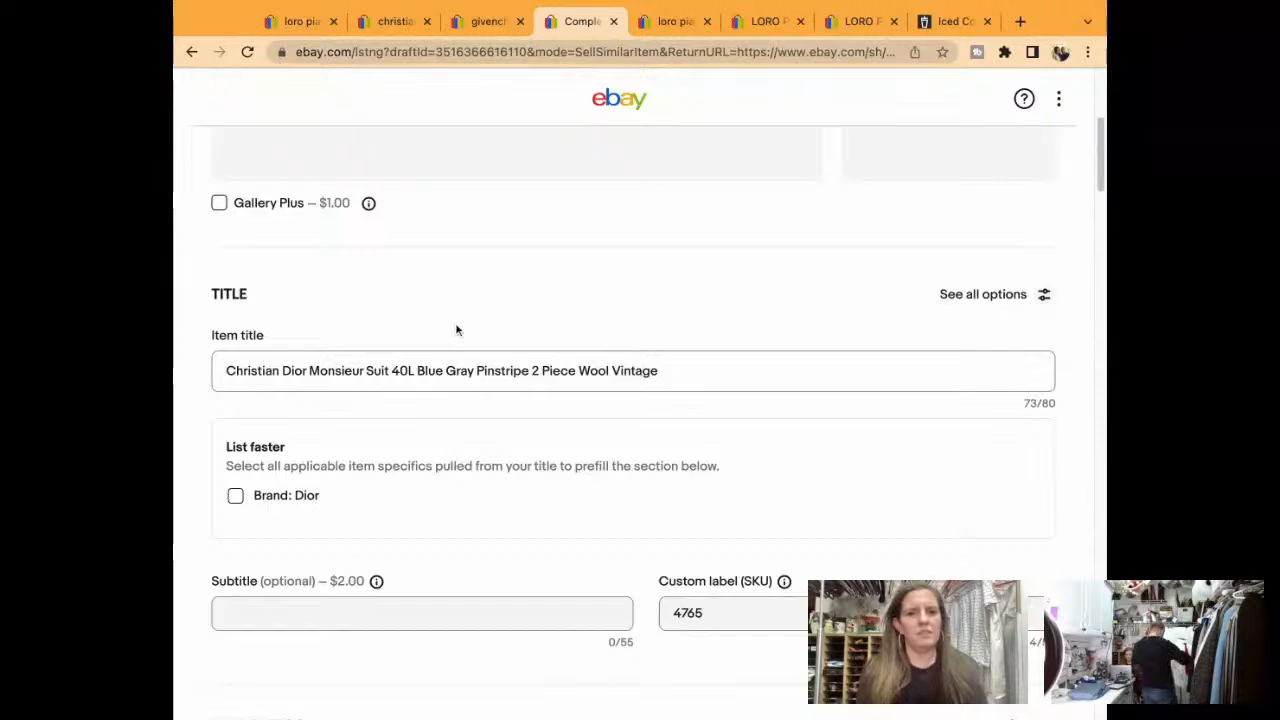 loro pia
christia
givench
Comple
loro pia
LORO P
LORO F
Iced Co
ebay.com/lstng?draftId=3516366616110&mode=SellSimilarItem&ReturnURL=https://www.ebay.com/sh/...
ebay
Gallery Plus – $1.00
TITLE
See all options
Item title
Christian Dior Monsieur Suit 40L Blue Gray Pinstripe 2 Piece Wool Vintage
73/80
List faster
Select all applicable item specifics pulled from your title to prefill the section below.
Brand: Dior
Subtitle (optional) – $2.00
Custom label (SKU)
4765
0/55